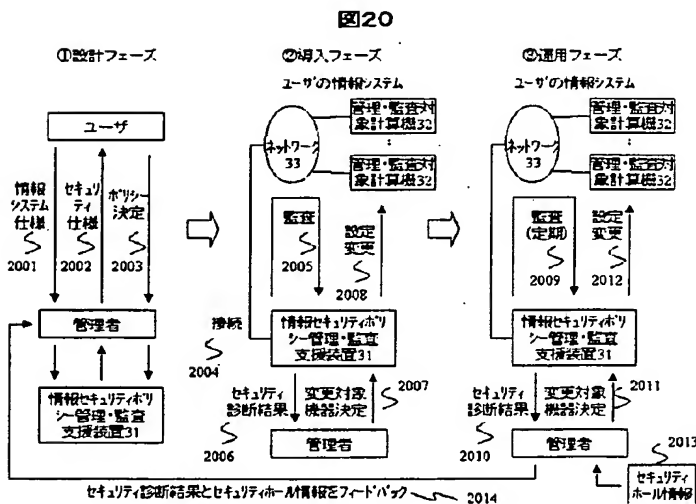 図20
①設計フェーズ
ユーザ
情報
システム
仕様
セキュリ
ティ仕様
ポリシー
決定
2001
2002
2003
管理者
情報セキュリティポリ
シー管理・監査
支援装置31
②導入フェーズ
ユーザの情報システム
ネットワーク
33
管理・監査対
象計算機32
:
管理・監査対
象計算機32
監査
2005
設定
変更
2008
接続
2004
情報セキュリティポリ
シー管理・監査
支援装置31
セキュリティ
診断結果
2006
変更対象
機器決定
2007
管理者
③運用フェーズ
ユーザの情報システム
ネットワーク
33
管理・監査対
象計算機32
:
管理・監査対
象計算機32
監査
(定期)
2009
設定
変更
2012
情報セキュリティポリ
シー管理・監査
支援装置31
セキュリティ
診断結果
2010
変更対象
機器決定
2011
管理者
2013
セキュリティ
ホール情報
セキュリティ診断結果とセキュリティホール情報をフィードバック
2014